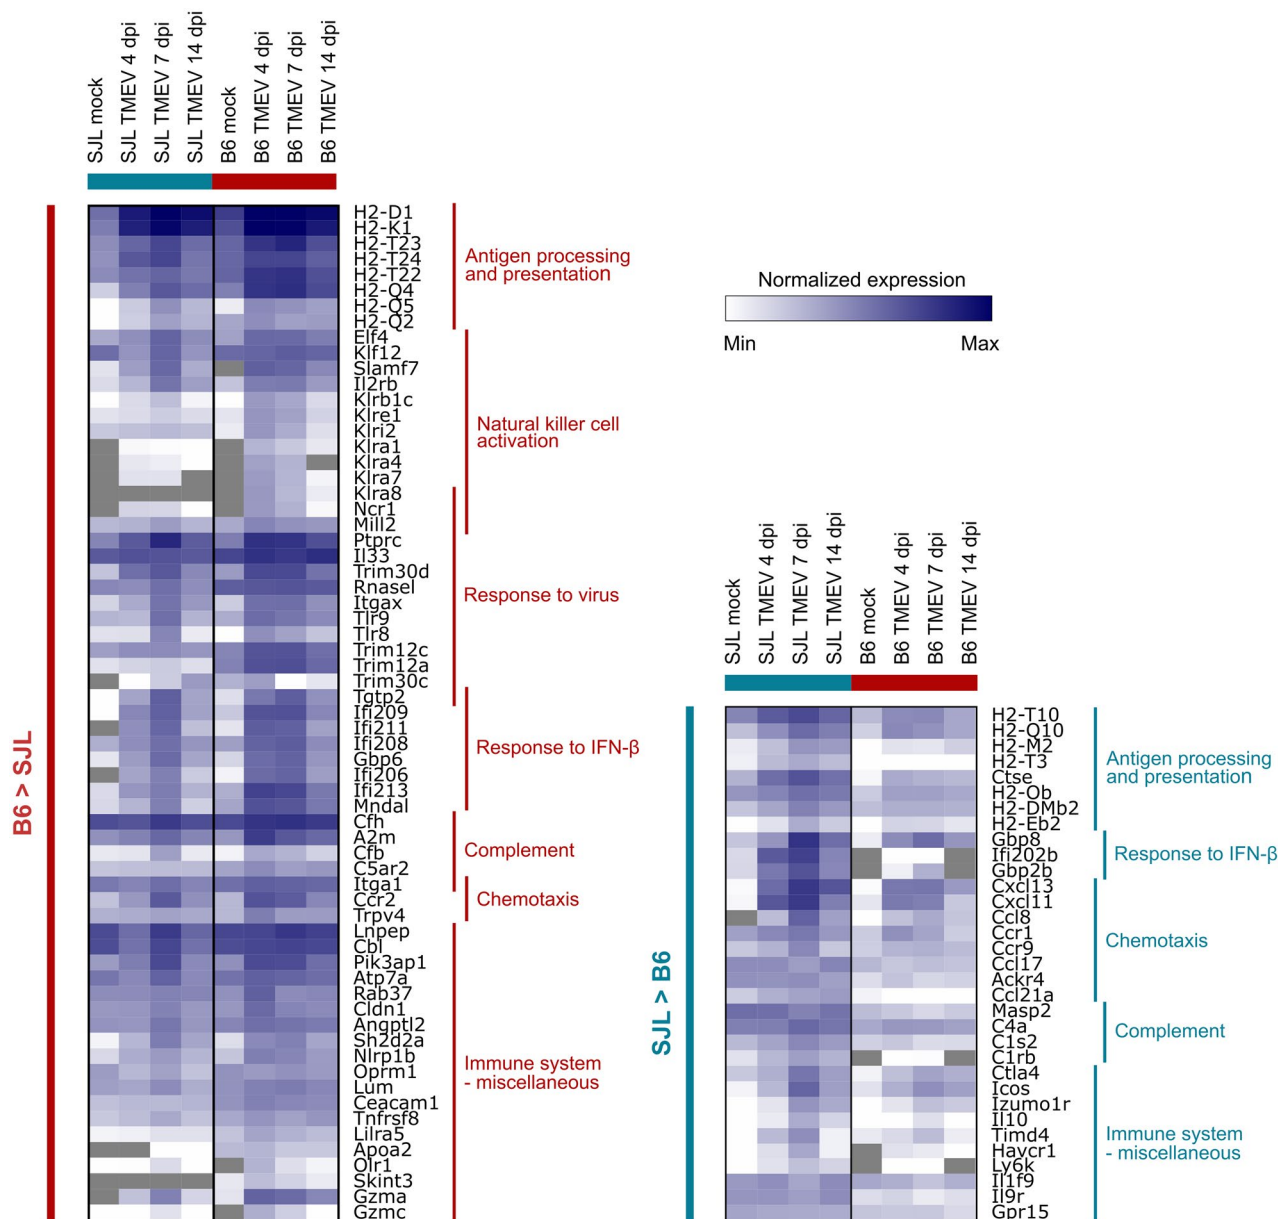 SJL mock
SJL TMEV 4 dpi
SJL TMEV 7 dpi
SJL TMEV 14 dpi
B6 mock
B6 TMEV 4 dpi
B6 TMEV 7 dpi
B6 TMEV 14 dpi
B6 > SJL
H2-D1
H2-K1
H2-T23
H2-T24
H2-T22
H2-Q4
H2-Q5
H2-Q2
Elf4
Klf12
Slamf7
Il2rb
Klrb1c
Klre1
Klri2
Klra1
Klra4
Klra7
Klra8
Ncr1
Mill2
Ptprc
Il33
Trim30d
Rnasel
Itgax
Tlr9
Tlr8
Trim12c
Trim12a
Trim30c
Tgtp2
Ifi209
Ifi211
Ifi208
Gbp6
Ifi206
Ifi213
Mndal
Cfh
A2m
Cfb
C5ar2
Itga1
Ccr2
Trpv4
Lnpep
Cbl
Pik3ap1
Atp7a
Rab37
Cldn1
Angptl2
Sh2d2a
Nlrp1b
Oprm1
Lum
Ceacam1
Tnfrsf8
Lilra5
Apoa2
Olr1
Skint3
Gzma
Gzmc
Antigen processing
and presentation
Natural killer cell
activation
Response to virus
Response to IFN-β
Complement
Chemotaxis
Immune system
- miscellaneous
Normalized expression
Min
Max
SJL mock
SJL TMEV 4 dpi
SJL TMEV 7 dpi
SJL TMEV 14 dpi
B6 mock
B6 TMEV 4 dpi
B6 TMEV 7 dpi
B6 TMEV 14 dpi
SJL > B6
H2-T10
H2-Q10
H2-M2
H2-T3
Ctse
H2-Ob
H2-DMb2
H2-Eb2
Gbp8
Ifi202b
Gbp2b
Cxcl13
Cxcl11
Ccl8
Ccr1
Ccr9
Ccl17
Ackr4
Ccl21a
Masp2
C4a
C1s2
C1rb
Ctla4
Icos
Izumo1r
Il10
Timd4
Havcr1
Ly6k
Il1f9
Il9r
Gpr15
Antigen processing
and presentation
Response to IFN-β
Chemotaxis
Complement
Immune system
- miscellaneous